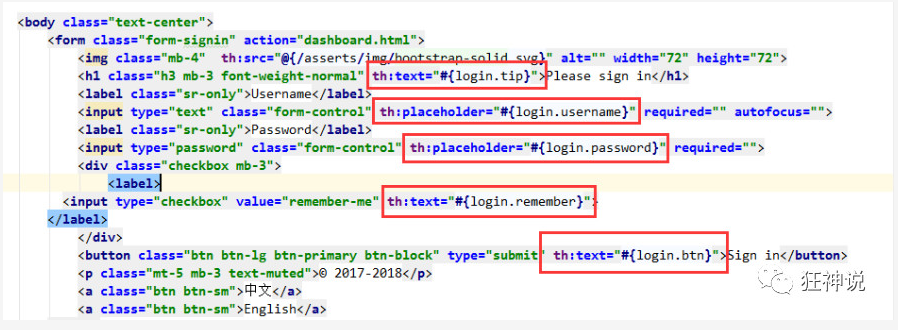 <body class="text-center">
<form class="form-signin" action="dashboard.html">
<img class="mb-4" th:src="@{/asserts/img/bootstrap-solid.svg}" alt="" width="72" height="72">
<h1 class="h3 mb-3 font-weight-normal" th:text="#{login.tip}">Please sign in</h1>
<label class="sr-only">Username</label>
<input type="text" class="form-control" th:placeholder="#{login.username}" required="" autofocus="">
<label class="sr-only">Password</label>
<input type="password" class="form-control" th:placeholder="#{login.password}" required="">
<div class="checkbox mb-3">
<label>
<input type="checkbox" value="remember-me" th:text="#{login.remember}">
</label>
</div>
<button class="btn btn-lg btn-primary btn-block" type="submit" th:text="#{login.btn}">Sign in</button>
<p class="mt-5 mb-3 text-muted">© 2017-2018</p>
<a class="btn btn-sm">中文</a>
<a class="btn btn-sm">English</a>
狂神说